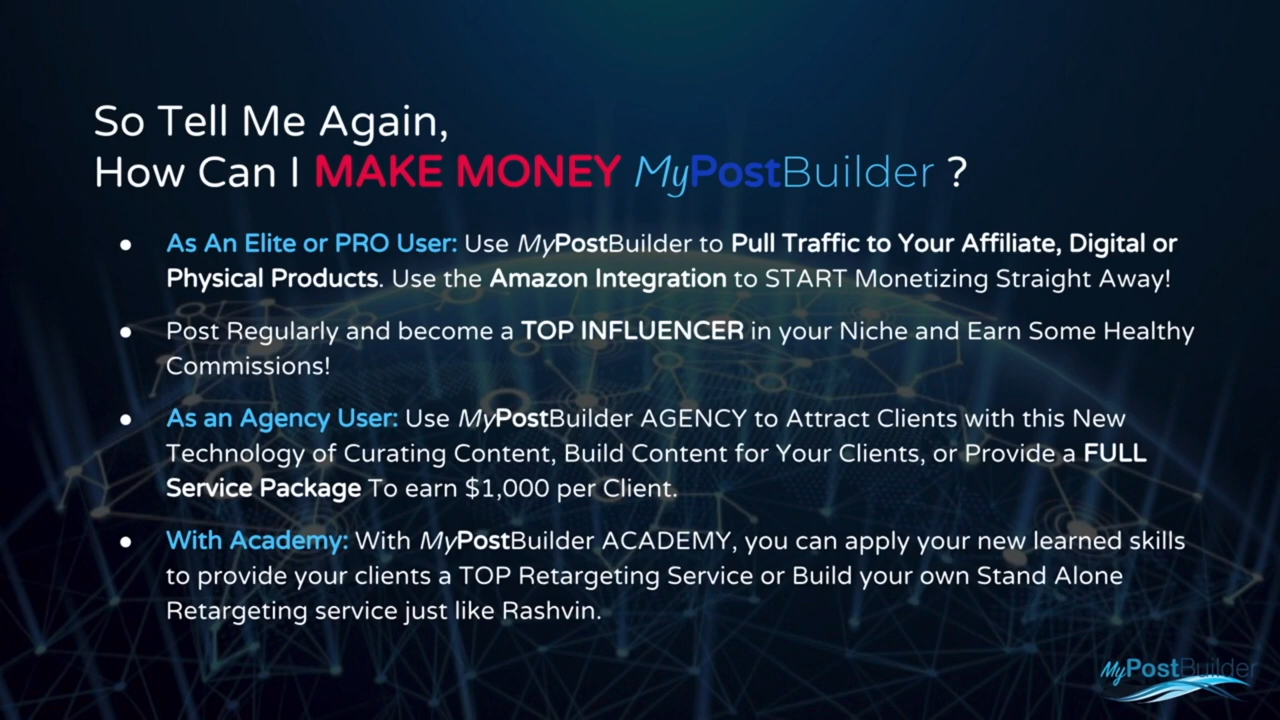 So Tell Me Again,
How Can I MAKE MONEY MyPostBuilder ?
● As An Elite or PRO User: Use MyPostBuilder to Pull Traffic to Your Affiliate, Digital or
Physical Products. Use the Amazon Integration to START Monetizing Straight Away!
● Post Regularly and become a TOP INFLUENCER in your Niche and Earn Some Healthy
Commissions!
● As an Agency User: Use MyPostBuilder AGENCY to Attract Clients with this New
Technology of Curating Content, Build Content for Your Clients, or Provide a FULL
Service Package To earn $1,000 per Client.
● With Academy: With MyPostBuilder ACADEMY, you can apply your new learned skills
to provide your clients a TOP Retargeting Service or Build your own Stand Alone
Retargeting service just like Rashvin.
MyPostBuilder